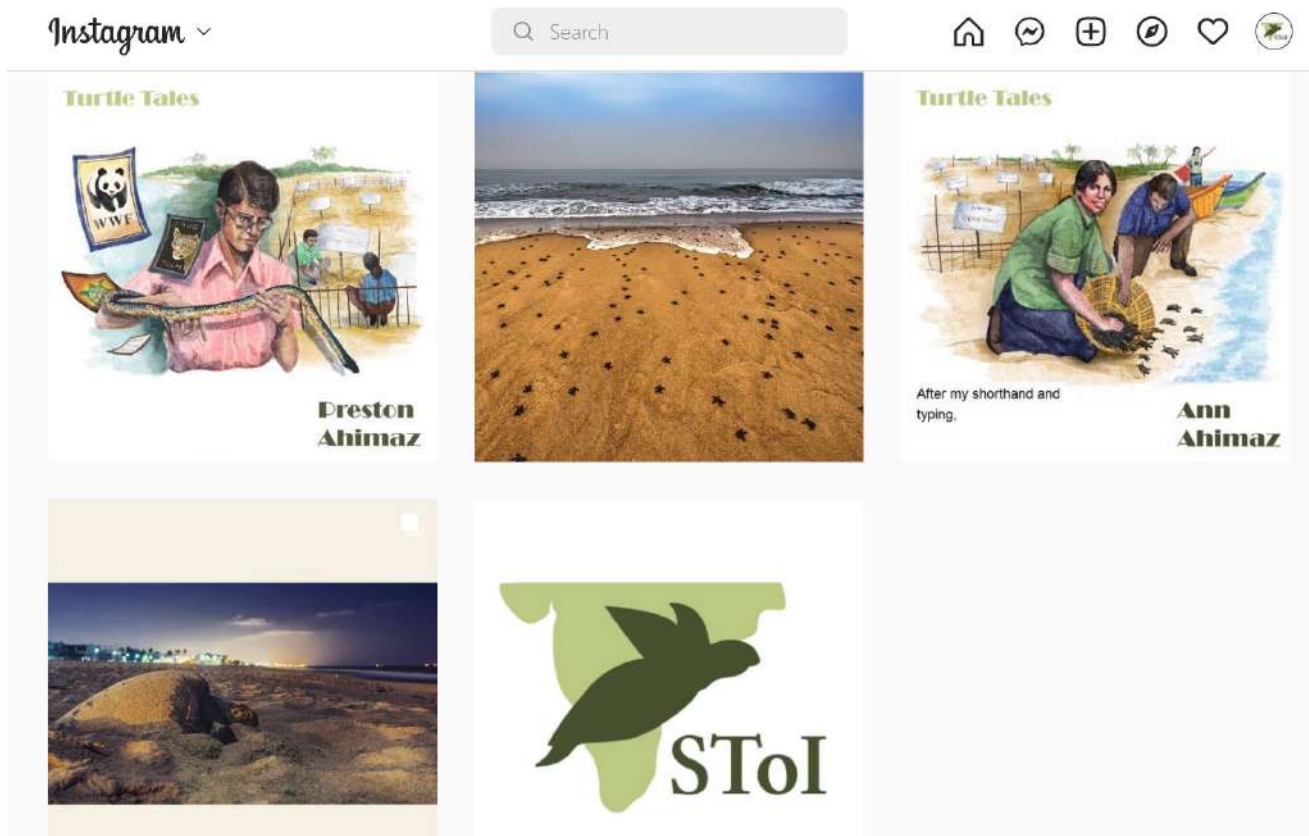 Instagram
Search
Turtle Tales
WWF
Preston
Ahimaz
Turtle Tales
After my shorthand and
typing,
Ann
Ahimaz
SToI